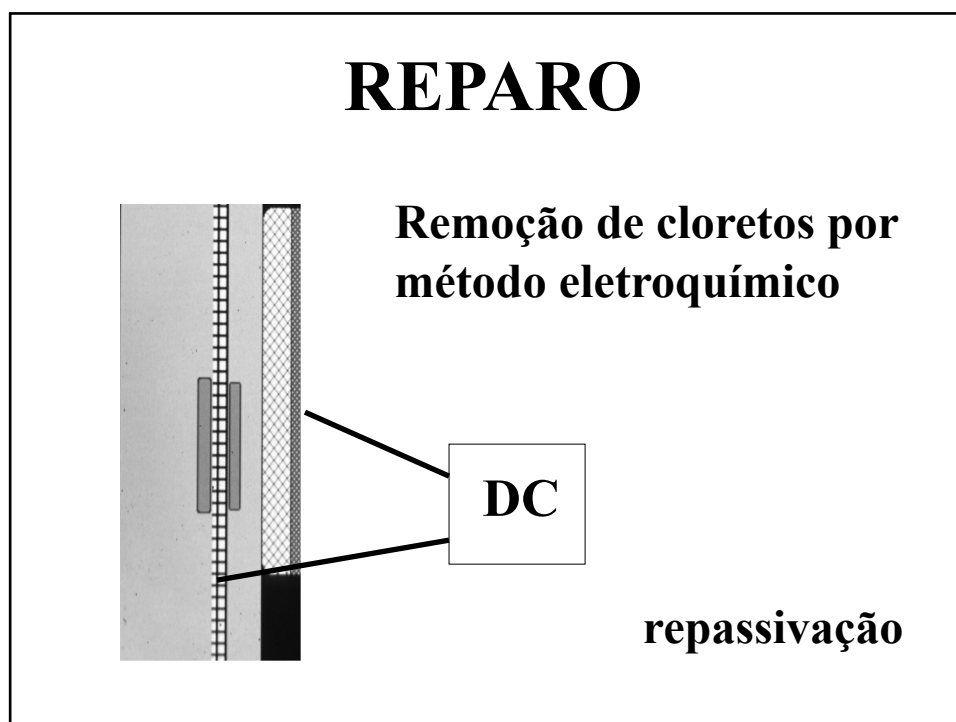 REPARO
Remoção de cloretos por
método eletroquímico
DC
repassivação